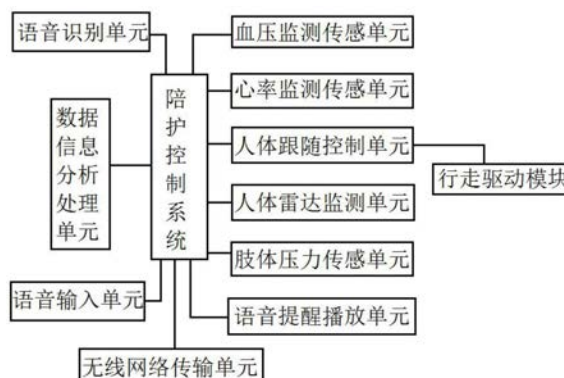 语音识别单元
血压监测传感单元
心率监测传感单元
陪护控制系统
数据
信息
分析
处理
单元
人体跟随控制单元
行走驱动模块
人体雷达监测单元
肢体压力传感单元
语音输入单元
语音提醒播放单元
无线网络传输单元